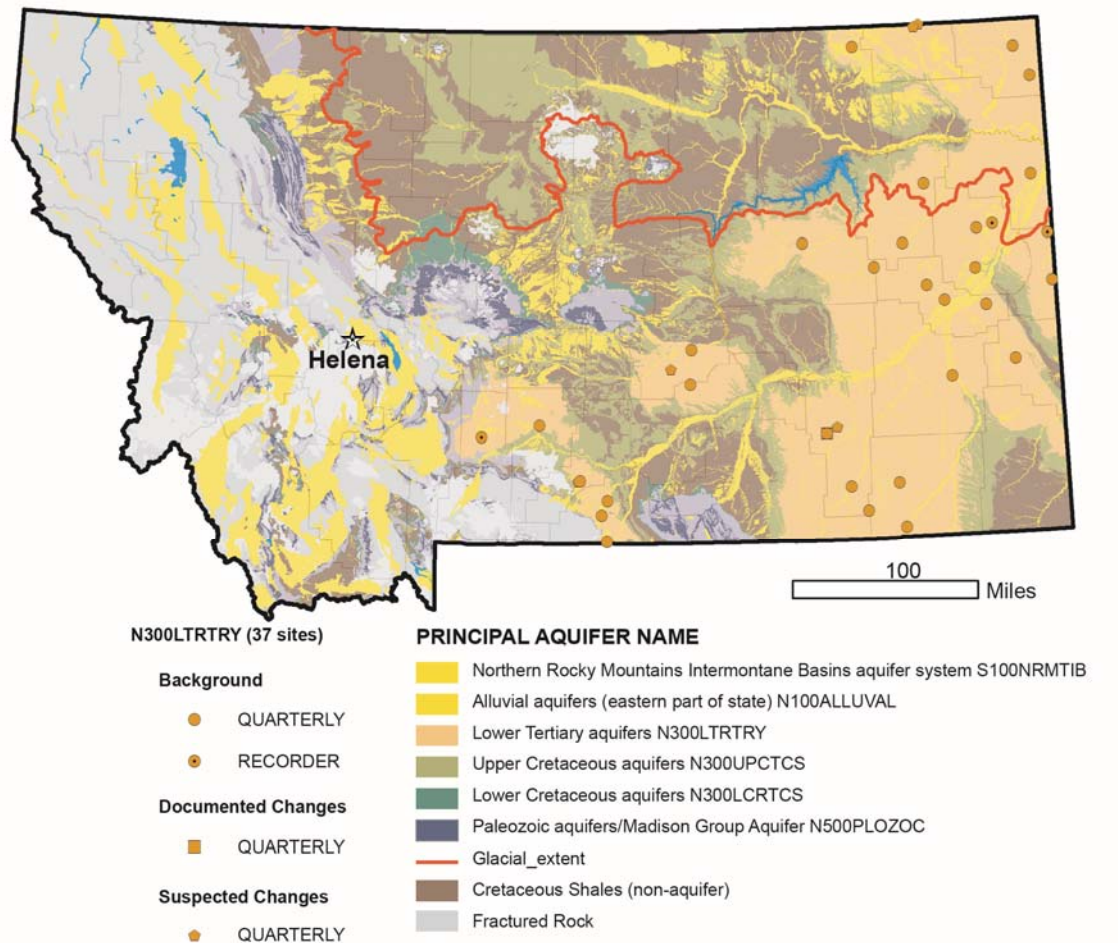 Helena
100
Miles
N300LTRTRY (37 sites)
Background
QUARTERLY
RECORDER
Documented Changes
QUARTERLY
Suspected Changes
QUARTERLY
PRINCIPAL AQUIFER NAME
Northern Rocky Mountains Intermontane Basins aquifer system S100NRMTIB
Alluvial aquifers (eastern part of state) N100ALLUVAL
Lower Tertiary aquifers N300LTRTRY
Upper Cretaceous aquifers N300UPCTCS
Lower Cretaceous aquifers N300LCRTCS
Paleozoic aquifers/Madison Group Aquifer N500PLOZOC
Glacial_extent
Cretaceous Shales (non-aquifer)
Fractured Rock